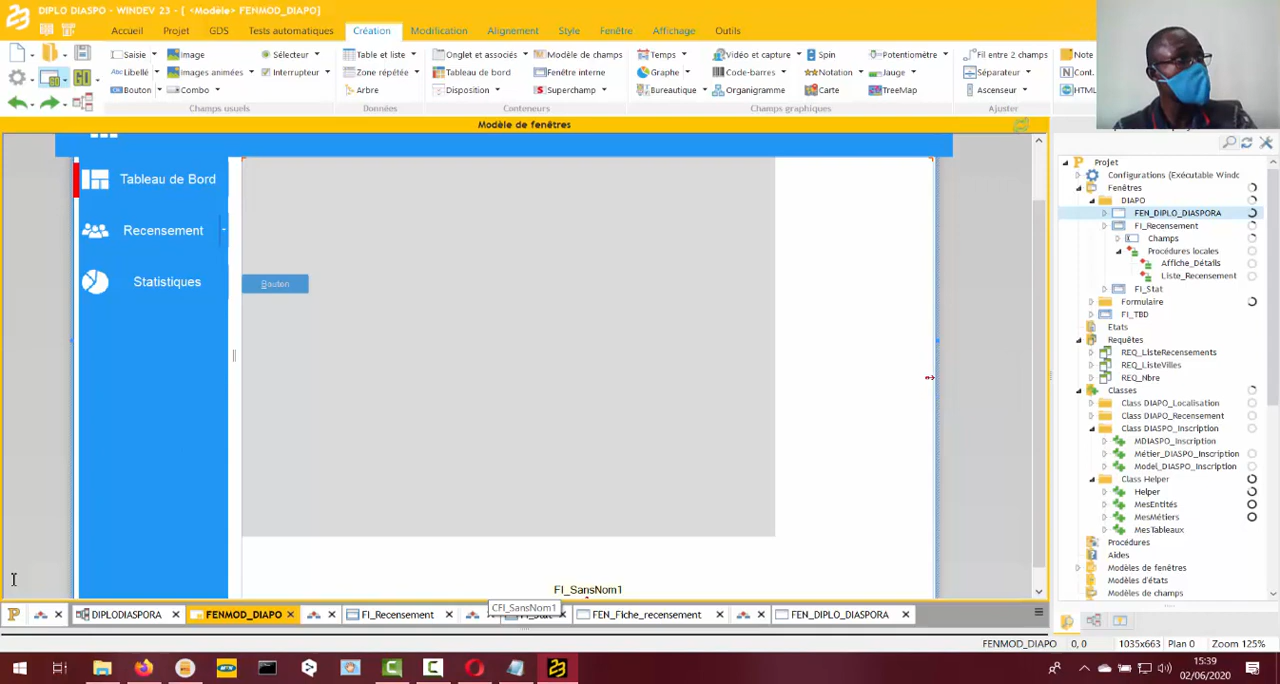 DIPLO DIASPO - WINDEV 23 - [ <Modèle> FENMOD_DIAPO]
Accueil Projet GDS Tests automatiques Création Modification Alignement Style Fenêtre Affichage Outils
Saisie Image Sélecteur Table et liste Onglet et associés Modèle de champs Temps Vidéo et capture Spin Potentiomètre Fil entre 2 champs Note
Libellé Images animées Interrupteur Zone répétée Tableau de bord Fenêtre interne Graphe Code-barres Notation Jauge Séparateur Cont.
Bouton Combo Arbre Disposition Superchamp Bureautique Organigramme Carte TreeMap Ascenseur HTML
Champs usuels Données Conteneurs Champs graphiques Ajuster
Modèle de fenêtres
Tableau de Bord
Recensement
Statistiques
Bouton
FI_SansNom1
CFI_SansNom1
Projet
Configurations (Exécutable Windo
Fenêtres
DIAPO
FEN_DIPLO_DIASPORA
FI_Recensement
Champs
Procédures locales
Affiche_Détails
Liste_Recensement
FI_Stat
Formulaire
FI_TBD
Etats
Requêtes
REQ_ListeRecensements
REQ_ListeVilles
REQ_Nbre
Classes
Class DIAPO_Localisation
Class DIAPO_Recensement
Class DIASPO_Inscription
MDIASPO_Inscription
Métier_DIASPO_Inscription
Model_DIASPO_Inscription
Class Helper
Helper
MesEntités
MesMétiers
MesTableaux
Procédures
Aides
Modèles de fenêtres
Modèles d'états
Modèles de champs
DIPLODIASPORA FENMOD_DIAPO FI_Recensement FI_Stat FEN_Fiche_recensement FEN_DIPLO_DIASPORA
FENMOD_DIAPO 0, 0 1035x663 Plan 0 Zoom 125%
15:39
02/06/2020